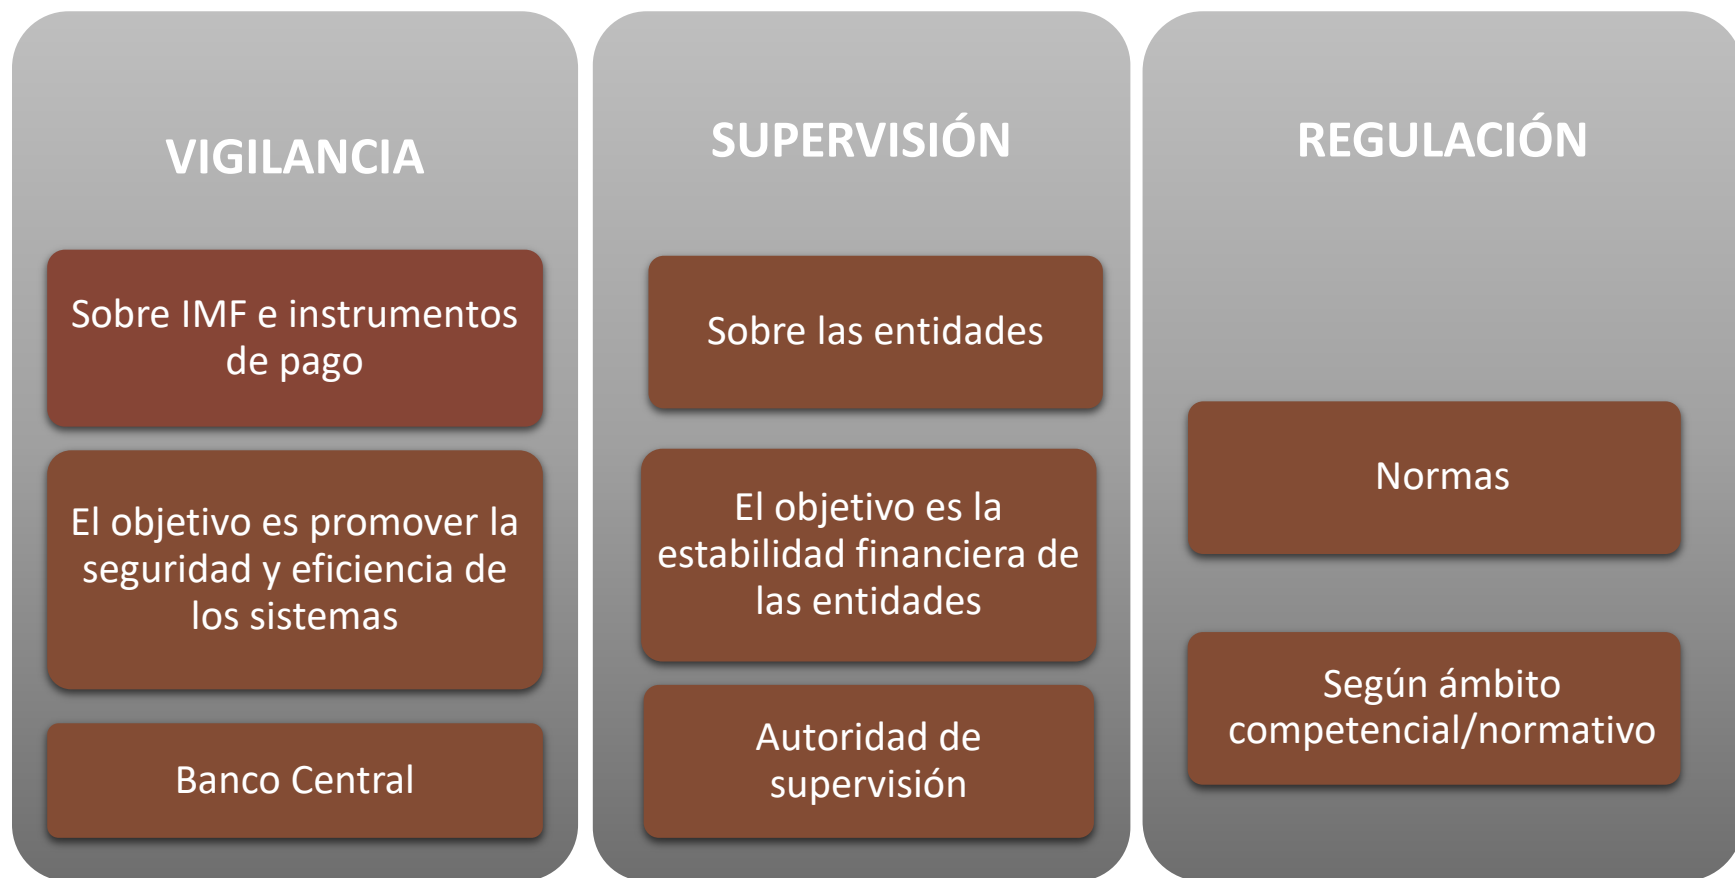 VIGILANCIA
Sobre IMF e instrumentos
de pago
El objetivo es promover la
seguridad y eficiencia de
los sistemas
Banco Central
SUPERVISIÓN
Sobre las entidades
El objetivo es la
estabilidad financiera de
las entidades
Autoridad de
supervisión
REGULACIÓN
Normas
Según ámbito
competencial/normativo